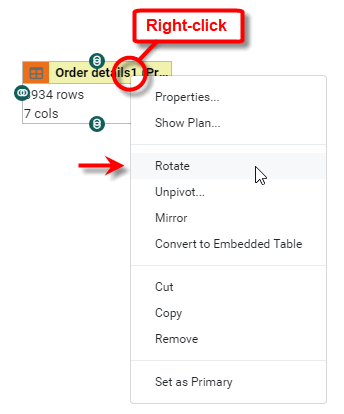 Right-click
Order details1 (Pr...
934 rows
7 cols
Properties...
Show Plan...
Rotate
Unpivot...
Mirror
Convert to Embedded Table
Cut
Copy
Remove
Set as Primary